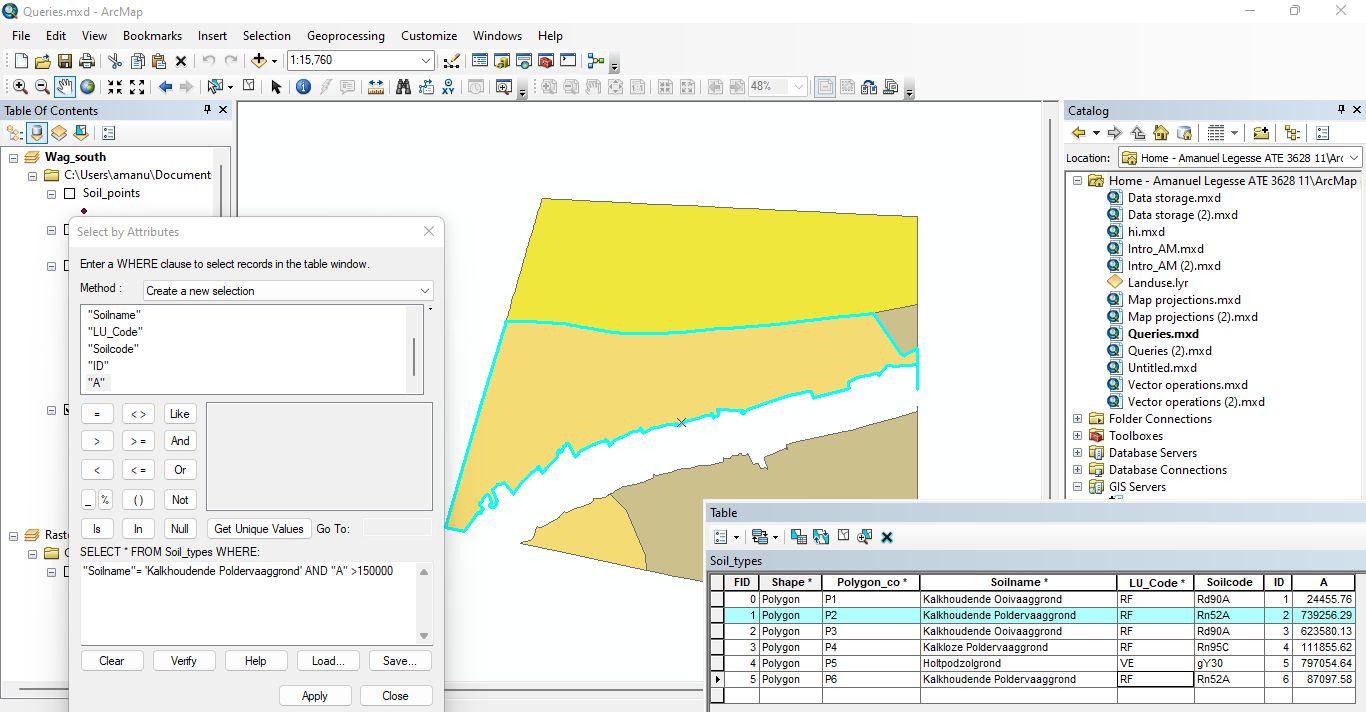 Queries.mxd - ArcMap
File Edit View Bookmarks Insert Selection Geoprocessing Customize Windows Help
1:15,760
XY
48%
Table Of Contents
Wag_south
C:\Users\amanu\Document
Soil_points
Rast
C
Select by Attributes
Enter a WHERE clause to select records in the table window.
Method : Create a new selection
"Soilname"
"LU_Code"
"Soilcode"
"ID"
"A"
= < > Like
> > = And
< < = Or
_ % ( ) Not
Is In Null Get Unique Values Go To:
SELECT * FROM Soil_types WHERE:
"Soilname"= 'Kalkhoudende Poldervaaggrond' AND "A" >150000
Clear Verify Help Load... Save...
Apply Close
Catalog
Location: Home - Amanuel Legesse ATE 3628 11\Arc
Home - Amanuel Legesse ATE 3628 11\ArcMap
Data storage.mxd
Data storage (2).mxd
hi.mxd
Intro_AM.mxd
Intro_AM (2).mxd
Landuse.lyr
Map projections.mxd
Map projections (2).mxd
Queries.mxd
Queries (2).mxd
Untitled.mxd
Vector operations.mxd
Vector operations (2).mxd
Folder Connections
Toolboxes
Database Servers
Database Connections
GIS Servers
Table
Soil_types
FID Shape * Polygon_co * Soilname * LU_Code * Soilcode ID A
0 Polygon P1 Kalkhoudende Ooivaaggrond RF Rd90A 1 24455.76
1 Polygon P2 Kalkhoudende Poldervaaggrond RF Rn52A 2 739256.29
2 Polygon P3 Kalkhoudende Ooivaaggrond RF Rd90A 3 623580.13
3 Polygon P4 Kalkloze Poldervaaggrond RF Rn95C 4 111855.62
4 Polygon P5 Holtpodzolgrond VE gY30 5 797054.64
5 Polygon P6 Kalkhoudende Poldervaaggrond RF Rn52A 6 87097.58